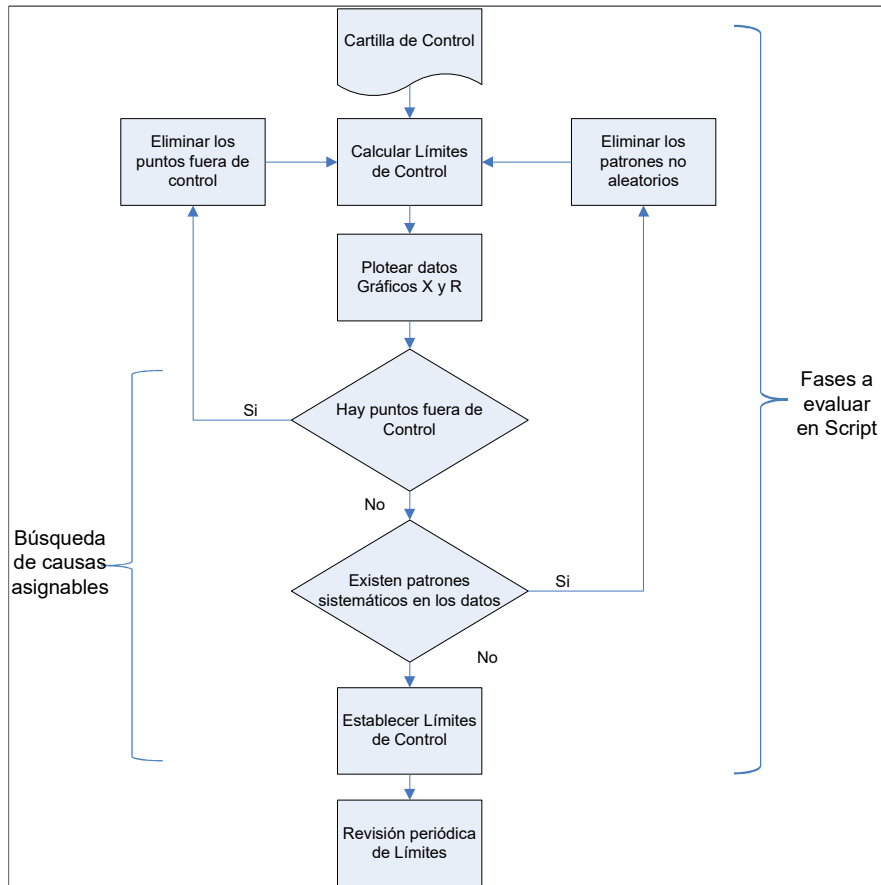 Cartilla de Control
Eliminar los
puntos fuera de
control
Calcular Límites
de Control
Eliminar los
patrones no
aleatorios
Plotear datos
Gráficos X y R
Si
Hay puntos fuera de
Control
Fases a
evaluar
en Script
No
Búsqueda
de causas
asignables
Existen patrones
sistemáticos en los datos
Si
No
Establecer Límites
de Control
Revisión periódica
de Límites